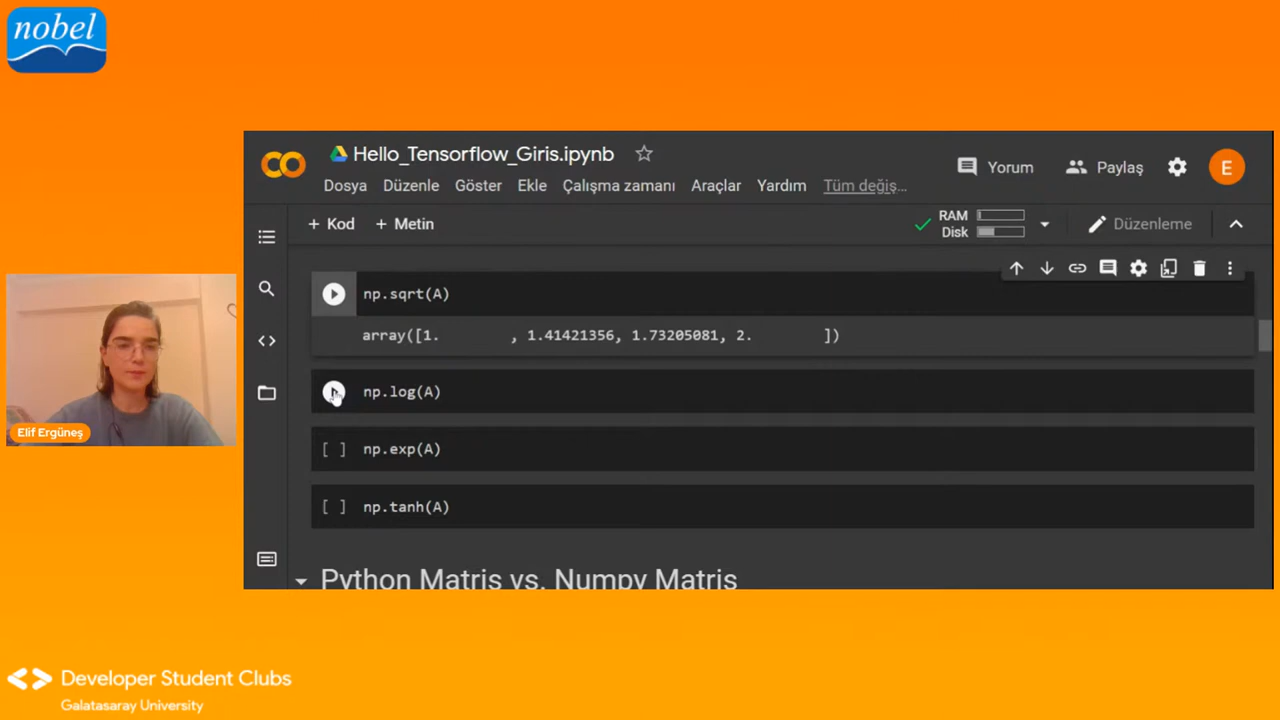 nobel
Hello_Tensorflow_Giris.ipynb
Yorum
Paylaş
E
Dosya Düzenle Göster Ekle Çalışma zamanı Araçlar Yardım Tüm değiş...
+ Kod + Metin
RAM
Disk
Düzenleme
np.sqrt(A)
array([1. , 1.41421356, 1.73205081, 2. ])
np.log(A)
[ ] np.exp(A)
[ ] np.tanh(A)
Python Matris vs. Numpy Matris
Elif Ergüneş
Developer Student Clubs
Galatasaray University